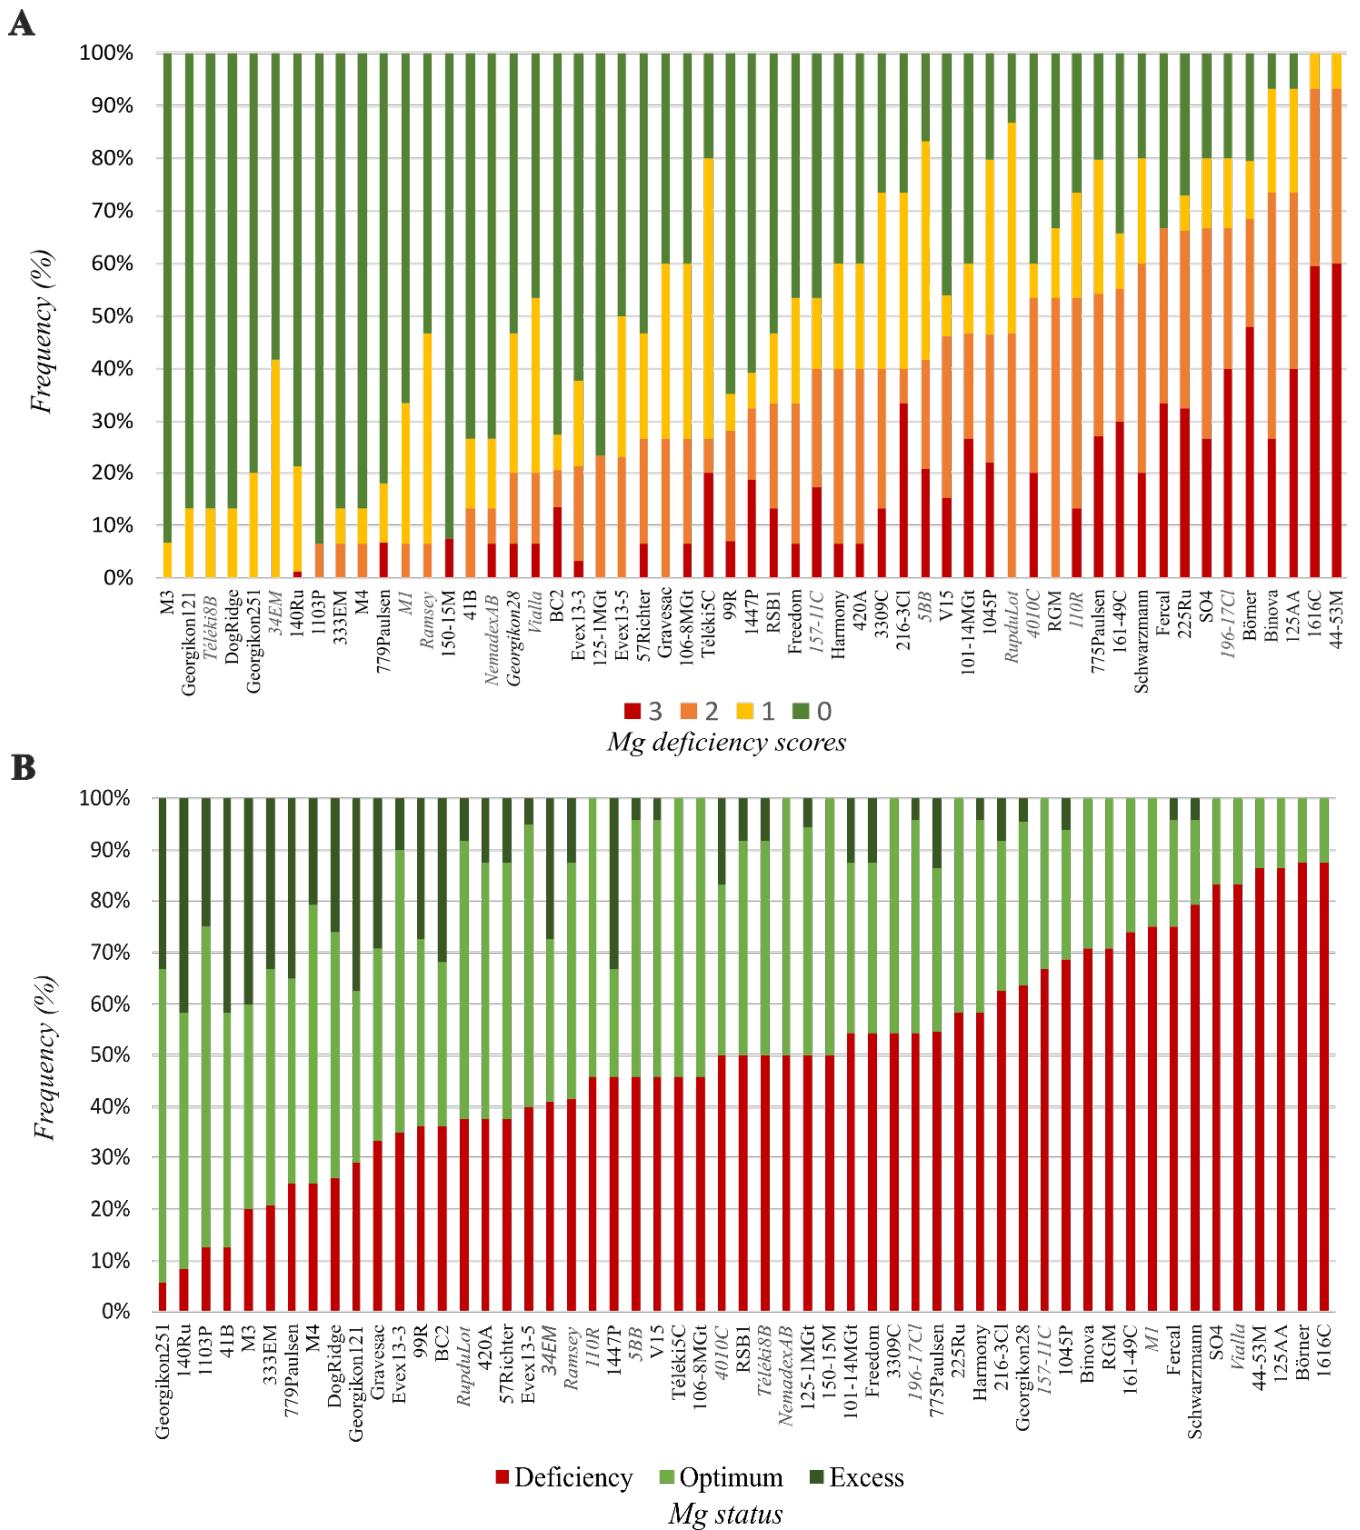 A
100%
90%
80%
70%
60%
50%
40%
30%
20%
10%
0%
Frequency (%)
M3
Georgikon121
Téléki8B
DogRidge
Georgikon251
34EM
140Ru
1103P
333EM
M4
779Paulsen
M1
Ramsey
150-15M
41B
NemadexAB
Georgikon28
Vialla
BC2
Evex13-3
125-1MGt
Evex13-5
57Richter
Gravesac
106-8MGt
Téléki5C
99R
1447P
RSB1
Freedom
157-11C
Harmony
420A
3309C
216-3Cl
5BB
V15
101-14MGt
1045P
RupduLot
4010C
RGM
110R
775Paulsen
161-49C
Schwarzmann
Fercal
225Ru
SO4
196-17Cl
Börner
Binova
125AA
1616C
44-53M
3 2 1 0
Mg deficiency scores
B
100%
90%
80%
70%
60%
50%
40%
30%
20%
10%
0%
Frequency (%)
Georgikon251
140Ru
1103P
41B
M3
333EM
779Paulsen
M4
DogRidge
Georgikon121
Gravesac
Evex13-3
99R
BC2
RupduLot
420A
57Richter
Evex13-5
34EM
Ramsey
110R
1447P
5BB
V15
Téléki5C
106-8MGt
4010C
RSB1
Téléki8B
NemadexAB
125-1MGt
150-15M
101-14MGt
Freedom
3309C
196-17Cl
775Paulsen
225Ru
Harmony
216-3Cl
Georgikon28
157-11C
1045P
Binova
RGM
161-49C
M1
Fercal
Schwarzmann
SO4
Vialla
44-53M
125AA
Börner
1616C
Deficiency Optimum Excess
Mg status